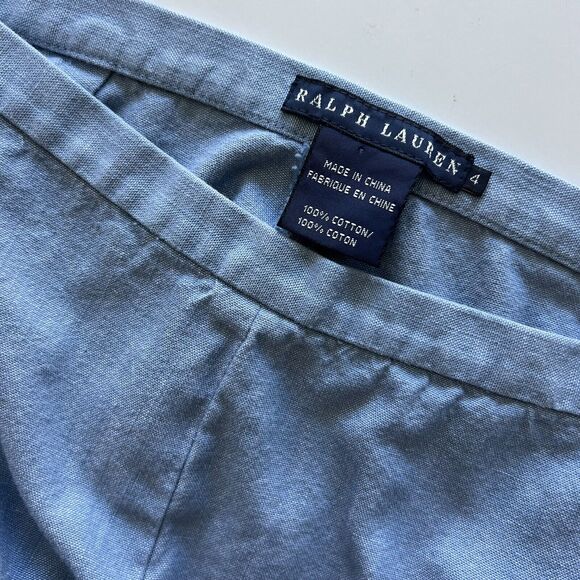 RALPH LAUREN
4
MADE IN CHINA
FABRIQUE EN CHINE
100% COTTON/
100% COTON